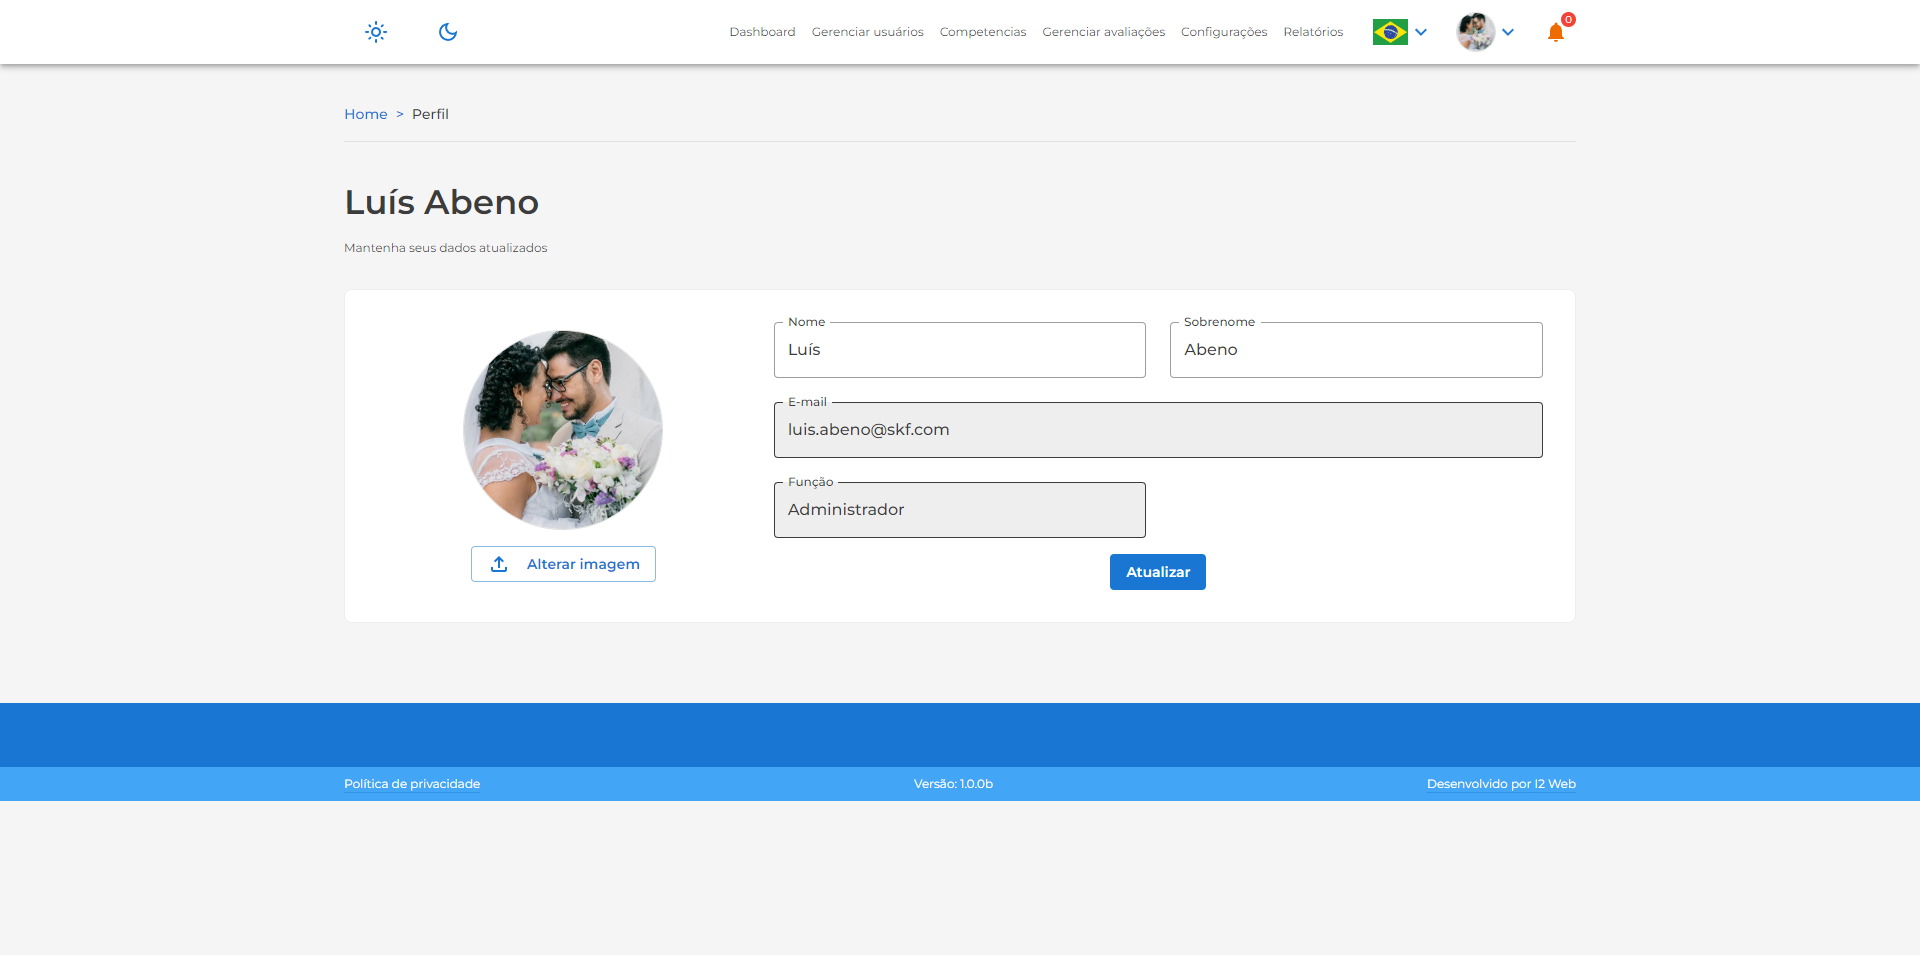 Dashboard Gerenciar usuários Competencias Gerenciar avaliações Configurações Relatórios 0
Home > Perfil
Luís Abeno
Mantenha seus dados atualizados
Nome
Luís
Sobrenome
Abeno
E-mail
luis.abeno@skf.com
Função
Administrador
Alterar imagem
Atualizar
Política de privacidade
Versão: 1.0.0b
Desenvolvido por I2 Web